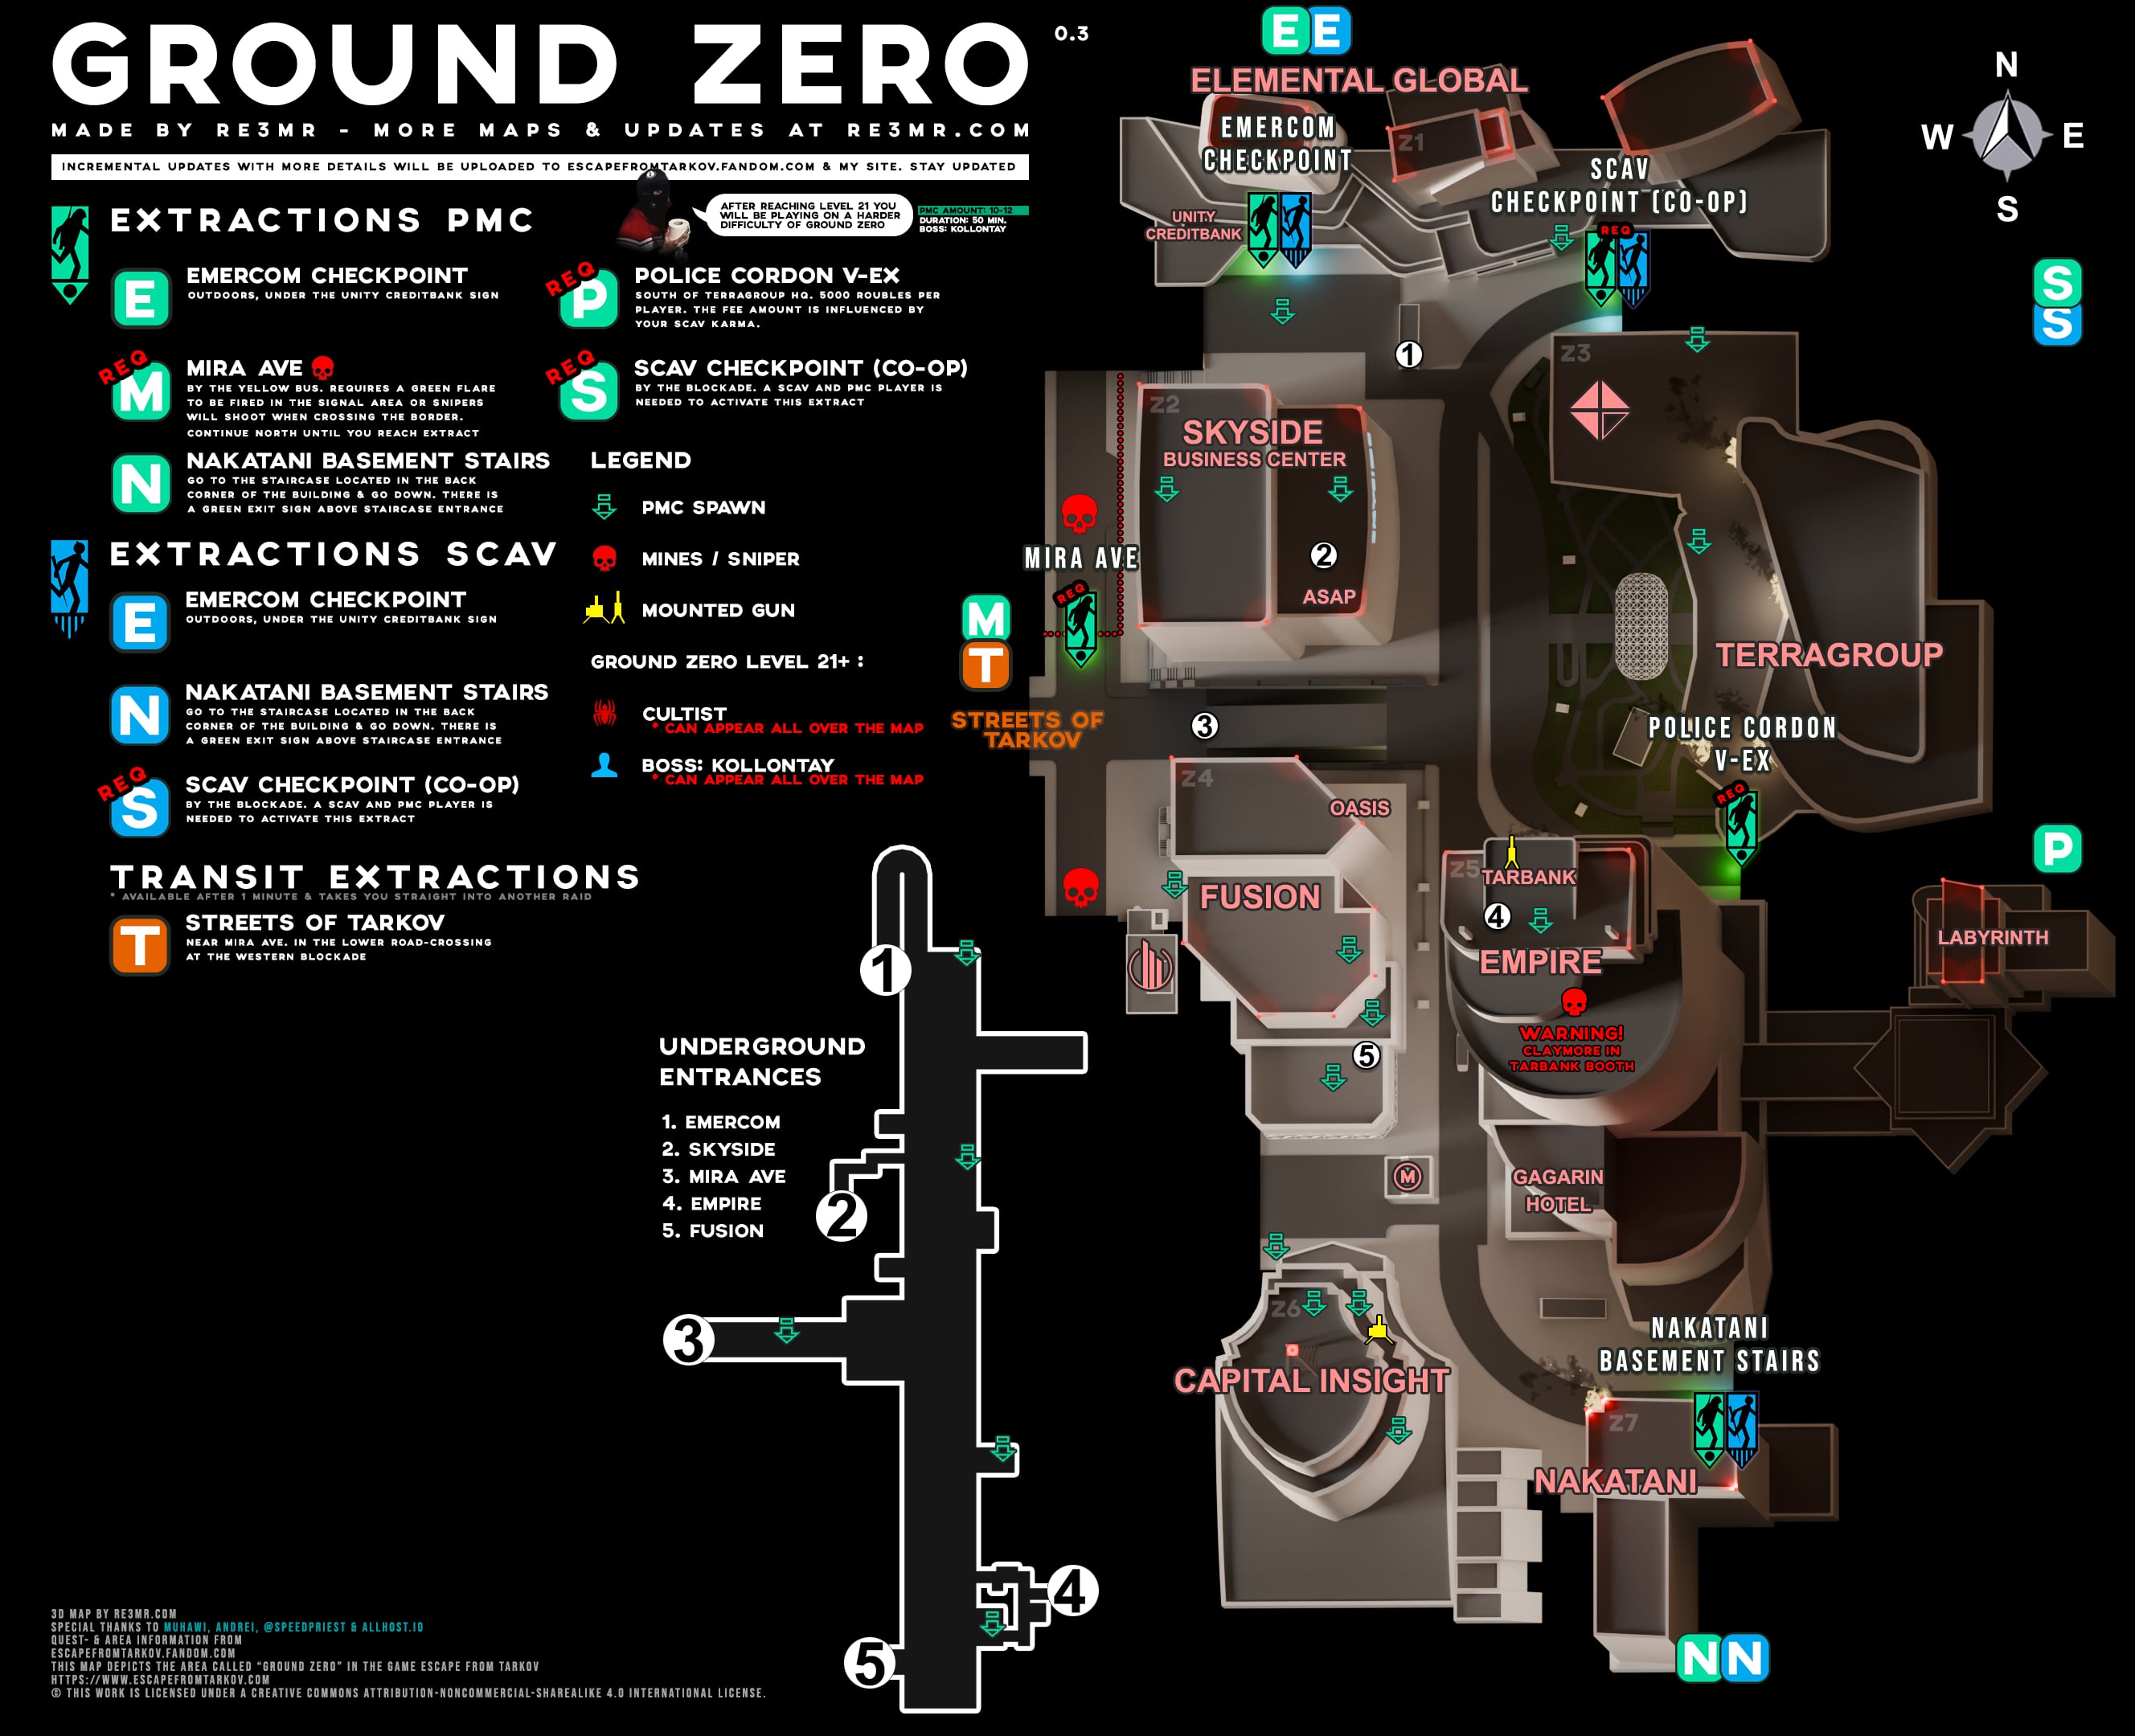 GROUND ZERO
0.3
MADE BY RE3MR - MORE MAPS & UPDATES AT RE3MR.COM
INCREMENTAL UPDATES WITH MORE DETAILS WILL BE UPLOADED TO ESCAPEFROMTARKOV.FANDOM.COM & MY SITE. STAY UPDATED
AFTER REACHING LEVEL 21 YOU
WILL BE PLAYING ON A HARDER
DIFFICULTY OF GROUND ZERO
PMC AMOUNT: 10-12
DURATION: 50 MIN.
BOSS: KOLLONTAY
EXTRACTIONS PMC
E
EMERCOM CHECKPOINT
OUTDOORS, UNDER THE UNITY CREDITBANK SIGN
REQ
M
MIRA AVE
BY THE YELLOW BUS. REQUIRES A GREEN FLARE
TO BE FIRED IN THE SIGNAL AREA OR SNIPERS
WILL SHOOT WHEN CROSSING THE BORDER.
CONTINUE NORTH UNTIL YOU REACH EXTRACT
N
NAKATANI BASEMENT STAIRS
GO TO THE STAIRCASE LOCATED IN THE BACK
CORNER OF THE BUILDING & GO DOWN. THERE IS
A GREEN EXIT SIGN ABOVE STAIRCASE ENTRANCE
REQ
P
POLICE CORDON V-EX
SOUTH OF TERRAGROUP HQ. 5000 ROUBLES PER
PLAYER. THE FEE AMOUNT IS INFLUENCED BY
YOUR SCAV KARMA.
REQ
S
SCAV CHECKPOINT (CO-OP)
BY THE BLOCKADE. A SCAV AND PMC PLAYER IS
NEEDED TO ACTIVATE THIS EXTRACT
EXTRACTIONS SCAV
E
EMERCOM CHECKPOINT
OUTDOORS, UNDER THE UNITY CREDITBANK SIGN
N
NAKATANI BASEMENT STAIRS
GO TO THE STAIRCASE LOCATED IN THE BACK
CORNER OF THE BUILDING & GO DOWN. THERE IS
A GREEN EXIT SIGN ABOVE STAIRCASE ENTRANCE
REQ
S
SCAV CHECKPOINT (CO-OP)
BY THE BLOCKADE. A SCAV AND PMC PLAYER IS
NEEDED TO ACTIVATE THIS EXTRACT
TRANSIT EXTRACTIONS
* AVAILABLE AFTER 1 MINUTE & TAKES YOU STRAIGHT INTO ANOTHER RAID
T
STREETS OF TARKOV
NEAR MIRA AVE. IN THE LOWER ROAD-CROSSING
AT THE WESTERN BLOCKADE
LEGEND
PMC SPAWN
MINES / SNIPER
MOUNTED GUN
GROUND ZERO LEVEL 21+ :
CULTIST
* CAN APPEAR ALL OVER THE MAP
BOSS: KOLLONTAY
* CAN APPEAR ALL OVER THE MAP
UNDERGROUND
ENTRANCES
1. EMERCOM
2. SKYSIDE
3. MIRA AVE
4. EMPIRE
5. FUSION
1
2
3
4
5
E E
ELEMENTAL GLOBAL
EMERCOM
CHECKPOINT
Z1
SCAV
CHECKPOINT (CO-OP)
UNITY
CREDITBANK
REQ
N
W E
S
S
S
1
Z3
Z2
SKYSIDE
BUSINESS CENTER
MIRA AVE
2
ASAP
REQ
M
T
STREETS OF
TARKOV
TERRAGROUP
3
POLICE CORDON
V-EX
REQ
P
Z4
OASIS
FUSION
Z5
TARBANK
4
EMPIRE
WARNING!
CLAYMORE IN
TARBANK BOOTH
LABYRINTH
5
M
GAGARIN
HOTEL
Z6
CAPITAL INSIGHT
NAKATANI
BASEMENT STAIRS
Z7
NAKATANI
N N
3D MAP BY RE3MR.COM
SPECIAL THANKS TO MUHAWI, ANDREI, @SPEEDPRIEST & ALLHOST.IO
QUEST- & AREA INFORMATION FROM
ESCAPEFROMTARKOV.FANDOM.COM
THIS MAP DEPICTS THE AREA CALLED "GROUND ZERO" IN THE GAME ESCAPE FROM TARKOV
HTTPS://WWW.ESCAPEFROMTARKOV.COM
© THIS WORK IS LICENSED UNDER A CREATIVE COMMONS ATTRIBUTION-NONCOMMERCIAL-SHAREALIKE 4.0 INTERNATIONAL LICENSE.